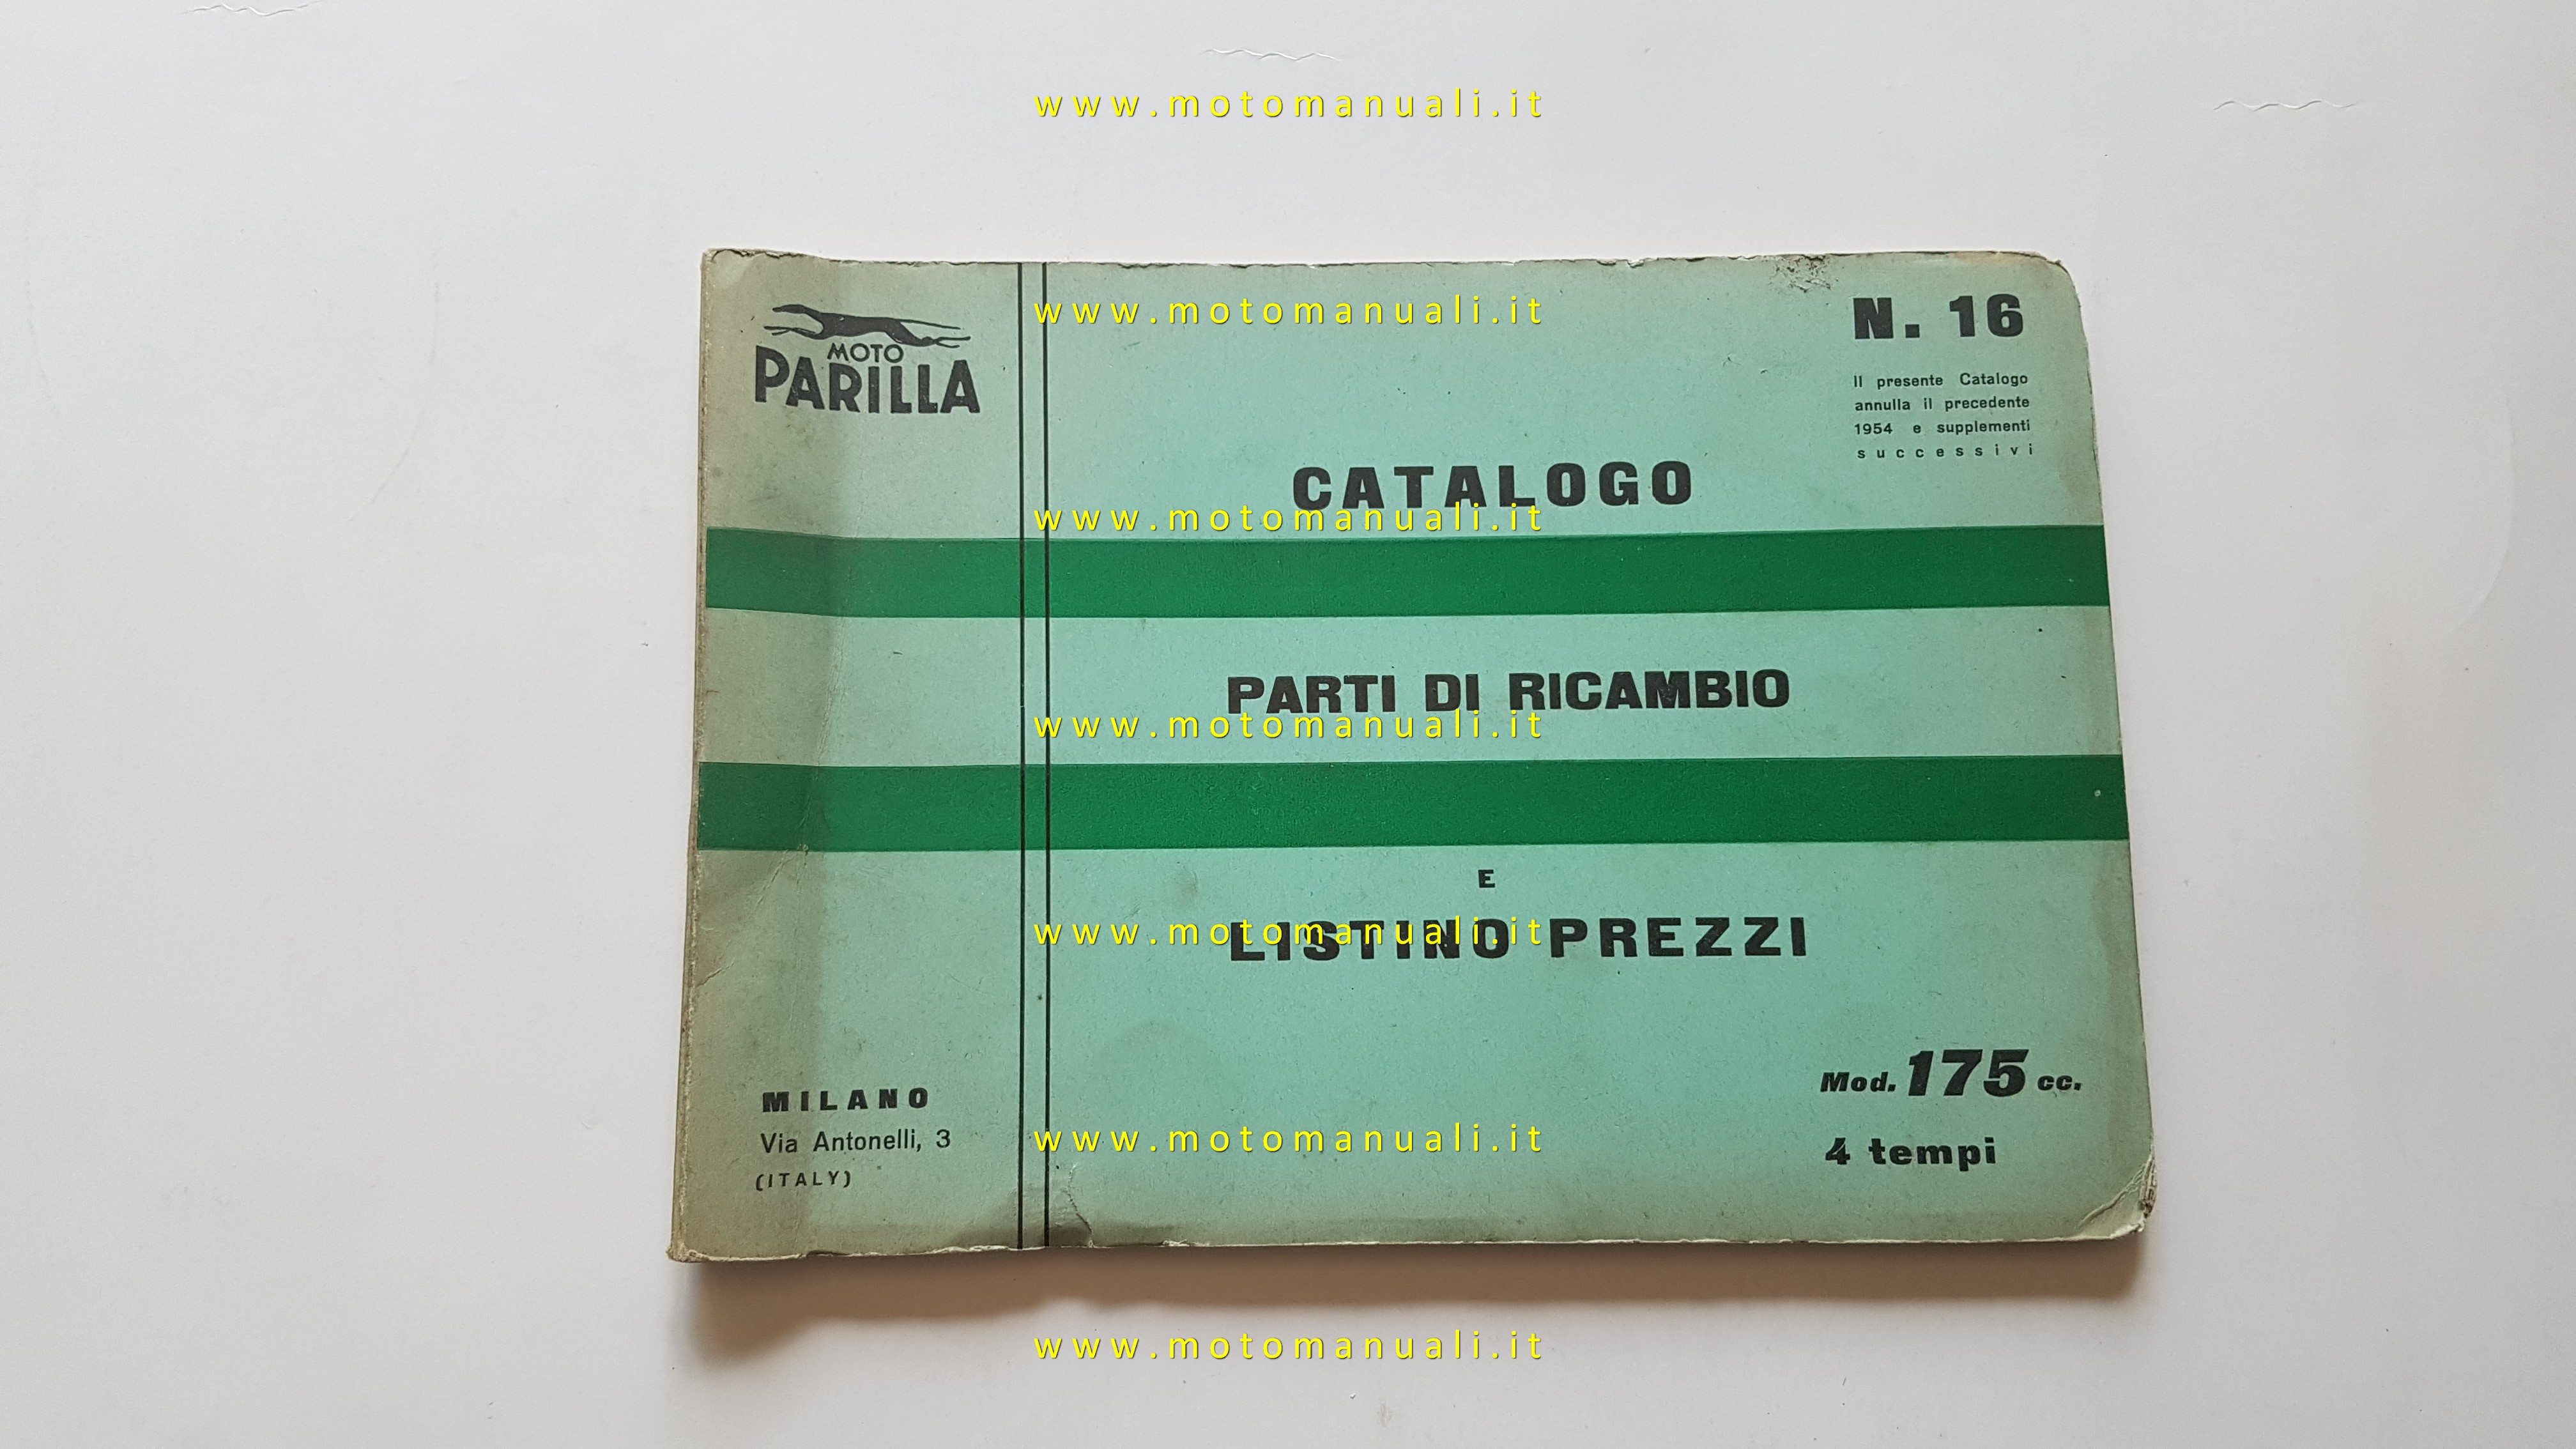 www.motomanuali.it
www.motomanuali.it
N. 16
MOTO
PARILLA
Il presente Catalogo
annulla il precedente
1954 e supplementi
successivi
CATALOGO
www.motomanuali.it
PARTI DI RICAMBIO
www.motomanuali.it
E
www.motomanuali.it
LISTINO PREZZI
Mod. 175 cc.
4 tempi
MILANO
Via Antonelli, 3
(ITALY)
www.motomanuali.it
www.motomanuali.it